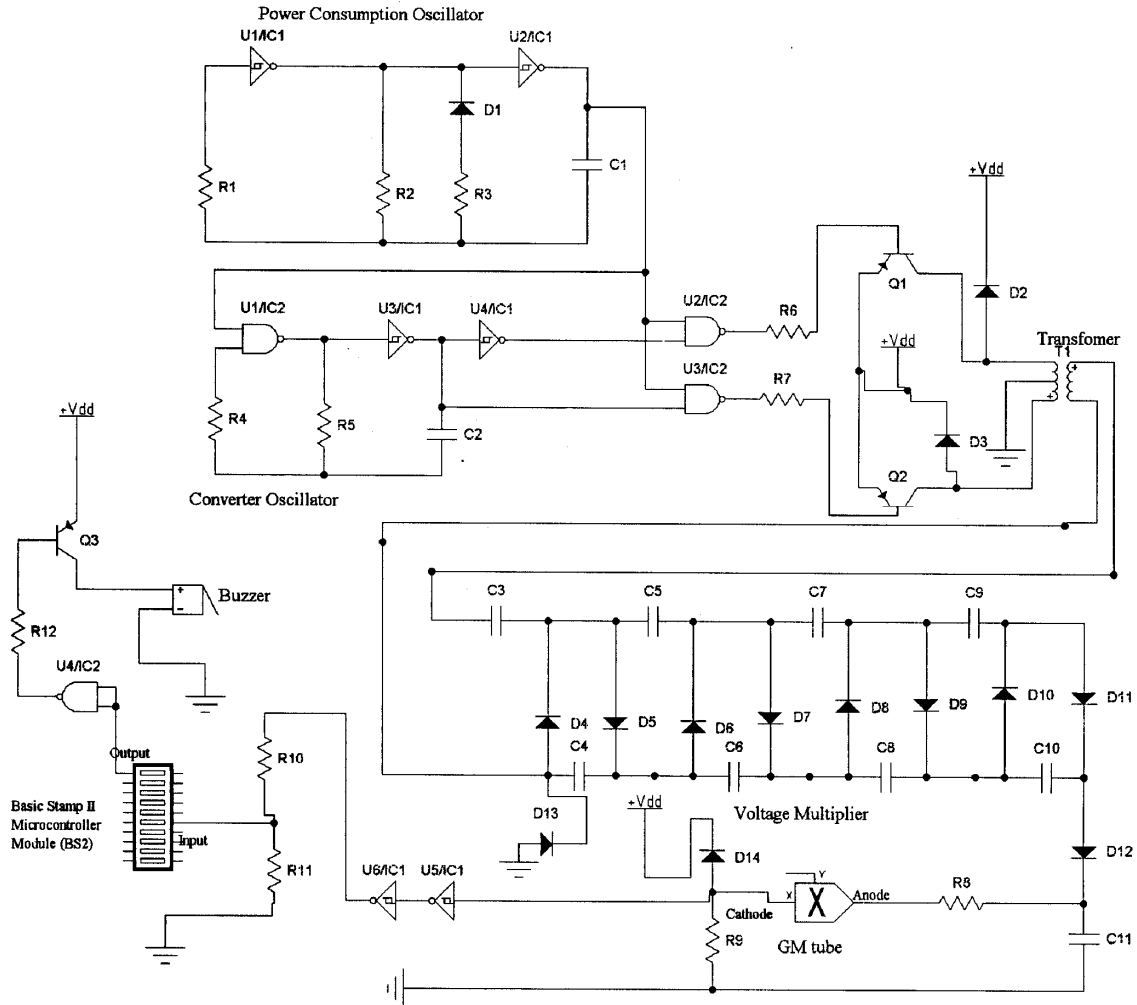 Power Consumption Oscillator
U1/IC1
U2/IC1
D1
C1
R1
R2
R3
+Vdd
U1/IC2
U3/IC1
U4/IC1
U2/IC2
R6
Q1
D2
+Vdd
Transfomer
T1
U3/IC2
R7
R4
R5
C2
D3
+Vdd
Q2
Converter Oscillator
Q3
Buzzer
C3
C5
C7
C9
R12
U4/IC2
D4
D5
D6
D7
D8
D9
D10
D11
C4
C6
C8
C10
Output
R10
Basic Stamp II
Microcontroller
Module (BS2)
Input
R11
D13
+Vdd
Voltage Multiplier
D14
D12
U6/IC1
U5/IC1
X
Y
X
Anode
R8
Cathode
R9
GM tube
C11